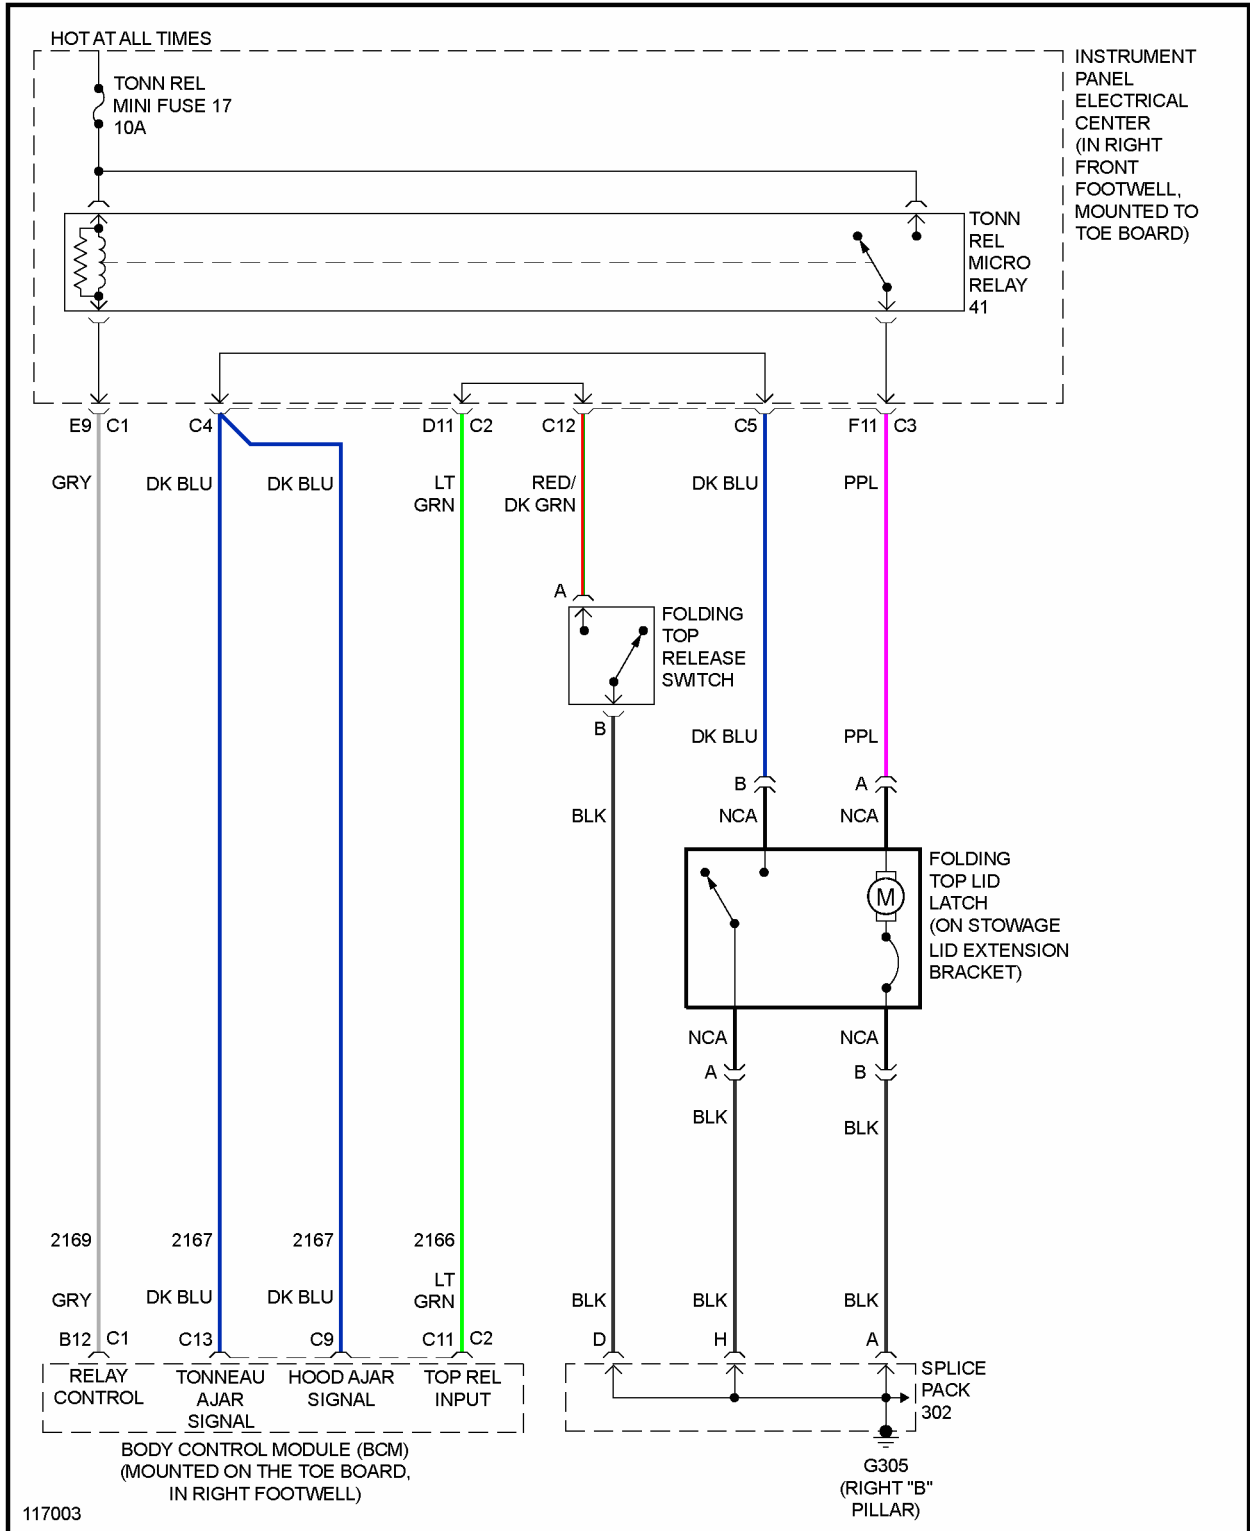 HOT AT ALL TIMES
TONN REL
MINI FUSE 17
10A
INSTRUMENT
PANEL
ELECTRICAL
CENTER
(IN RIGHT
FRONT
FOOTWELL,
MOUNTED TO
TOE BOARD)
TONN
REL
MICRO
RELAY
41
E9 C1
C4
D11 C2
C12
C5
F11 C3
GRY
DK BLU
DK BLU
LT
GRN
RED/
DK GRN
DK BLU
PPL
A
FOLDING
TOP
RELEASE
SWITCH
B
DK BLU
PPL
B
A
BLK
NCA
NCA
FOLDING
TOP LID
LATCH
(ON STOWAGE
LID EXTENSION
BRACKET)
M
NCA
NCA
A
B
BLK
BLK
2169
2167
2167
2166
GRY
DK BLU
DK BLU
LT
GRN
BLK
BLK
BLK
B12 C1
C13
C9
C11 C2
D
H
A
RELAY
CONTROL
TONNEAU
AJAR
SIGNAL
HOOD AJAR
SIGNAL
TOP REL
INPUT
SPLICE
PACK
302
BODY CONTROL MODULE (BCM)
(MOUNTED ON THE TOE BOARD,
IN RIGHT FOOTWELL)
G305
(RIGHT "B"
PILLAR)
117003